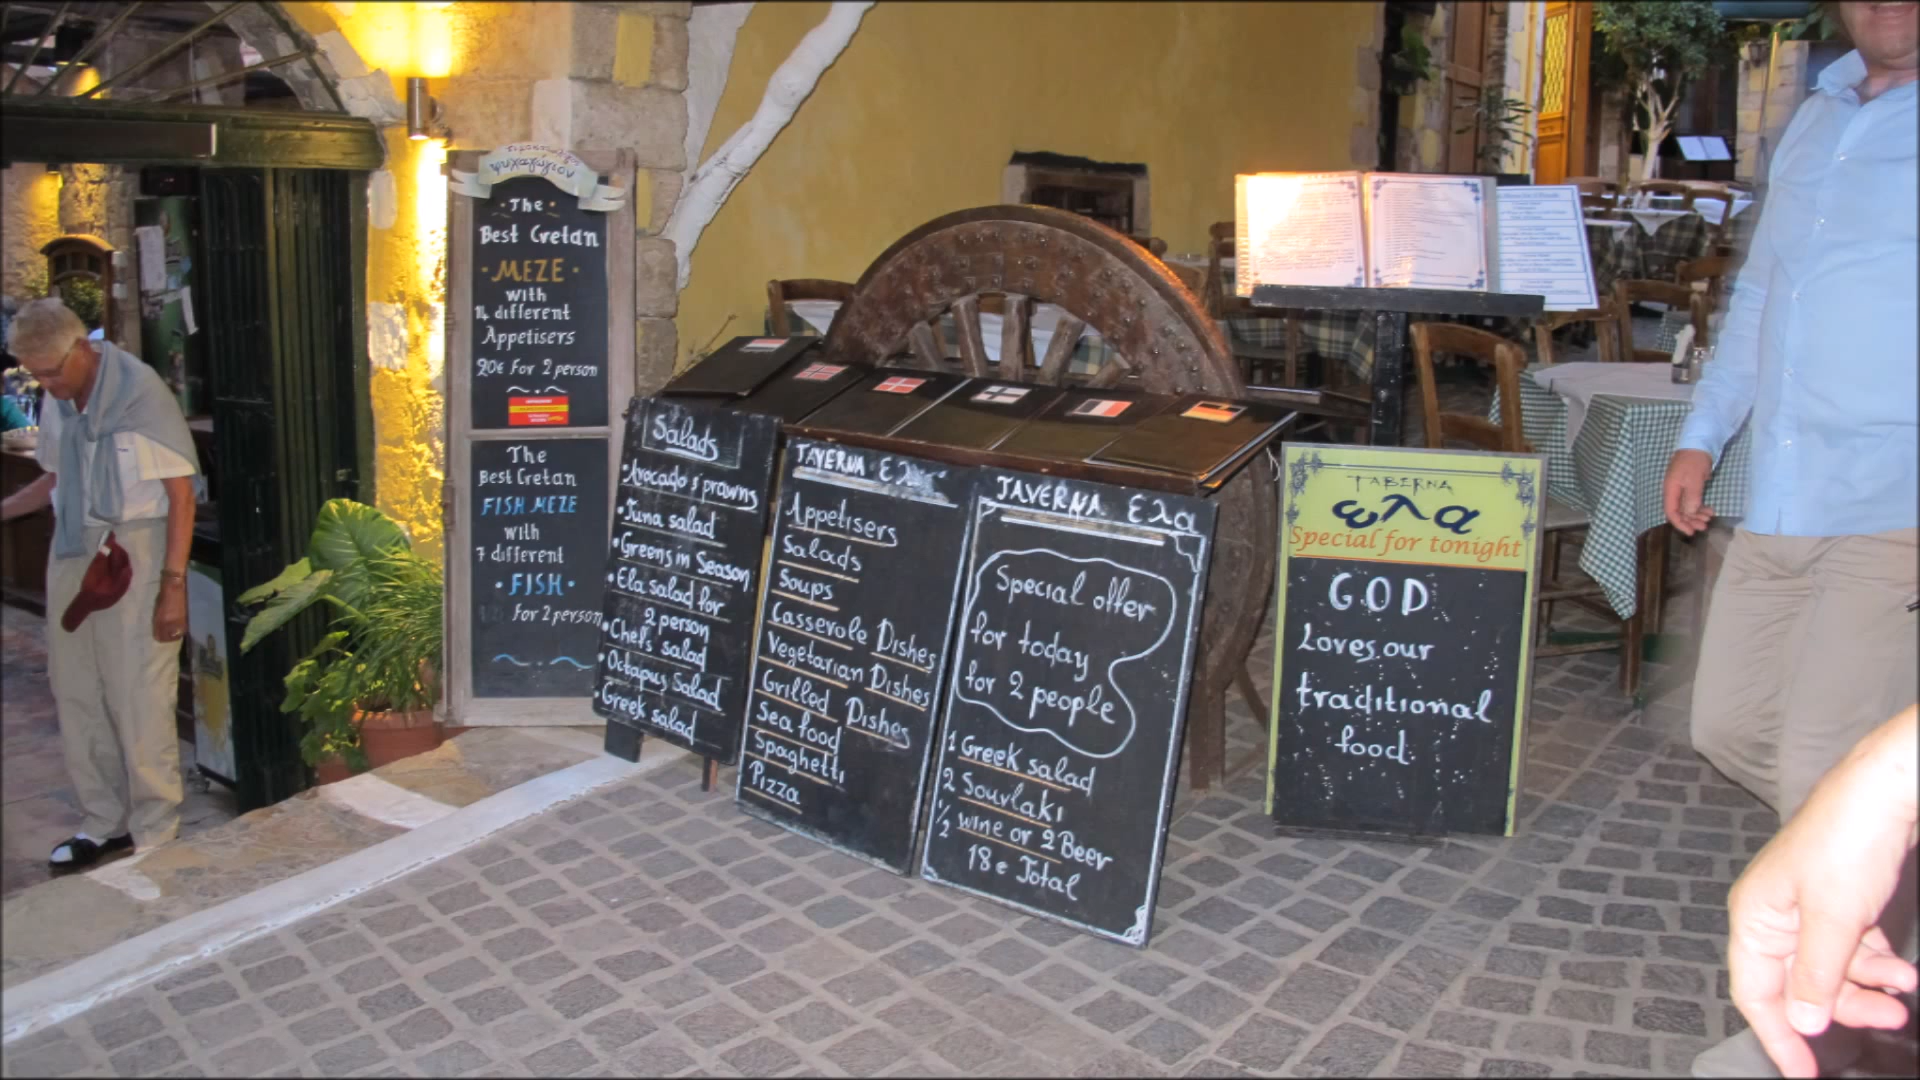 ψυχαγώγιον
·The·
Best Cretan
·MEZE·
with
14 different
Appetisers
20€ for 2 person
The
Best Cretan
FISH MEZE
with
7 different
·FISH·
for 2 person
Salads
•Avocado s prawns
•Tuna salad
•Greens in Season
•Ela salad for
2 person
•Chef's salad
•Octapus Salad
•Greek salad
TAVERNA ελα
Appetisers
Salads
Soups
Casserole Dishes
Vegetarian Dishes
Grilled Dishes
Sea food
Spaghetti
Pizza
TAVERNA ελα
Special offer
for today
for 2 people
1 Greek salad
2 Souvlaki
1/2 wine or 2 Beer
18€ Total
TABERNA
ελα
Special for tonight
GOD
Loves our
traditional
food